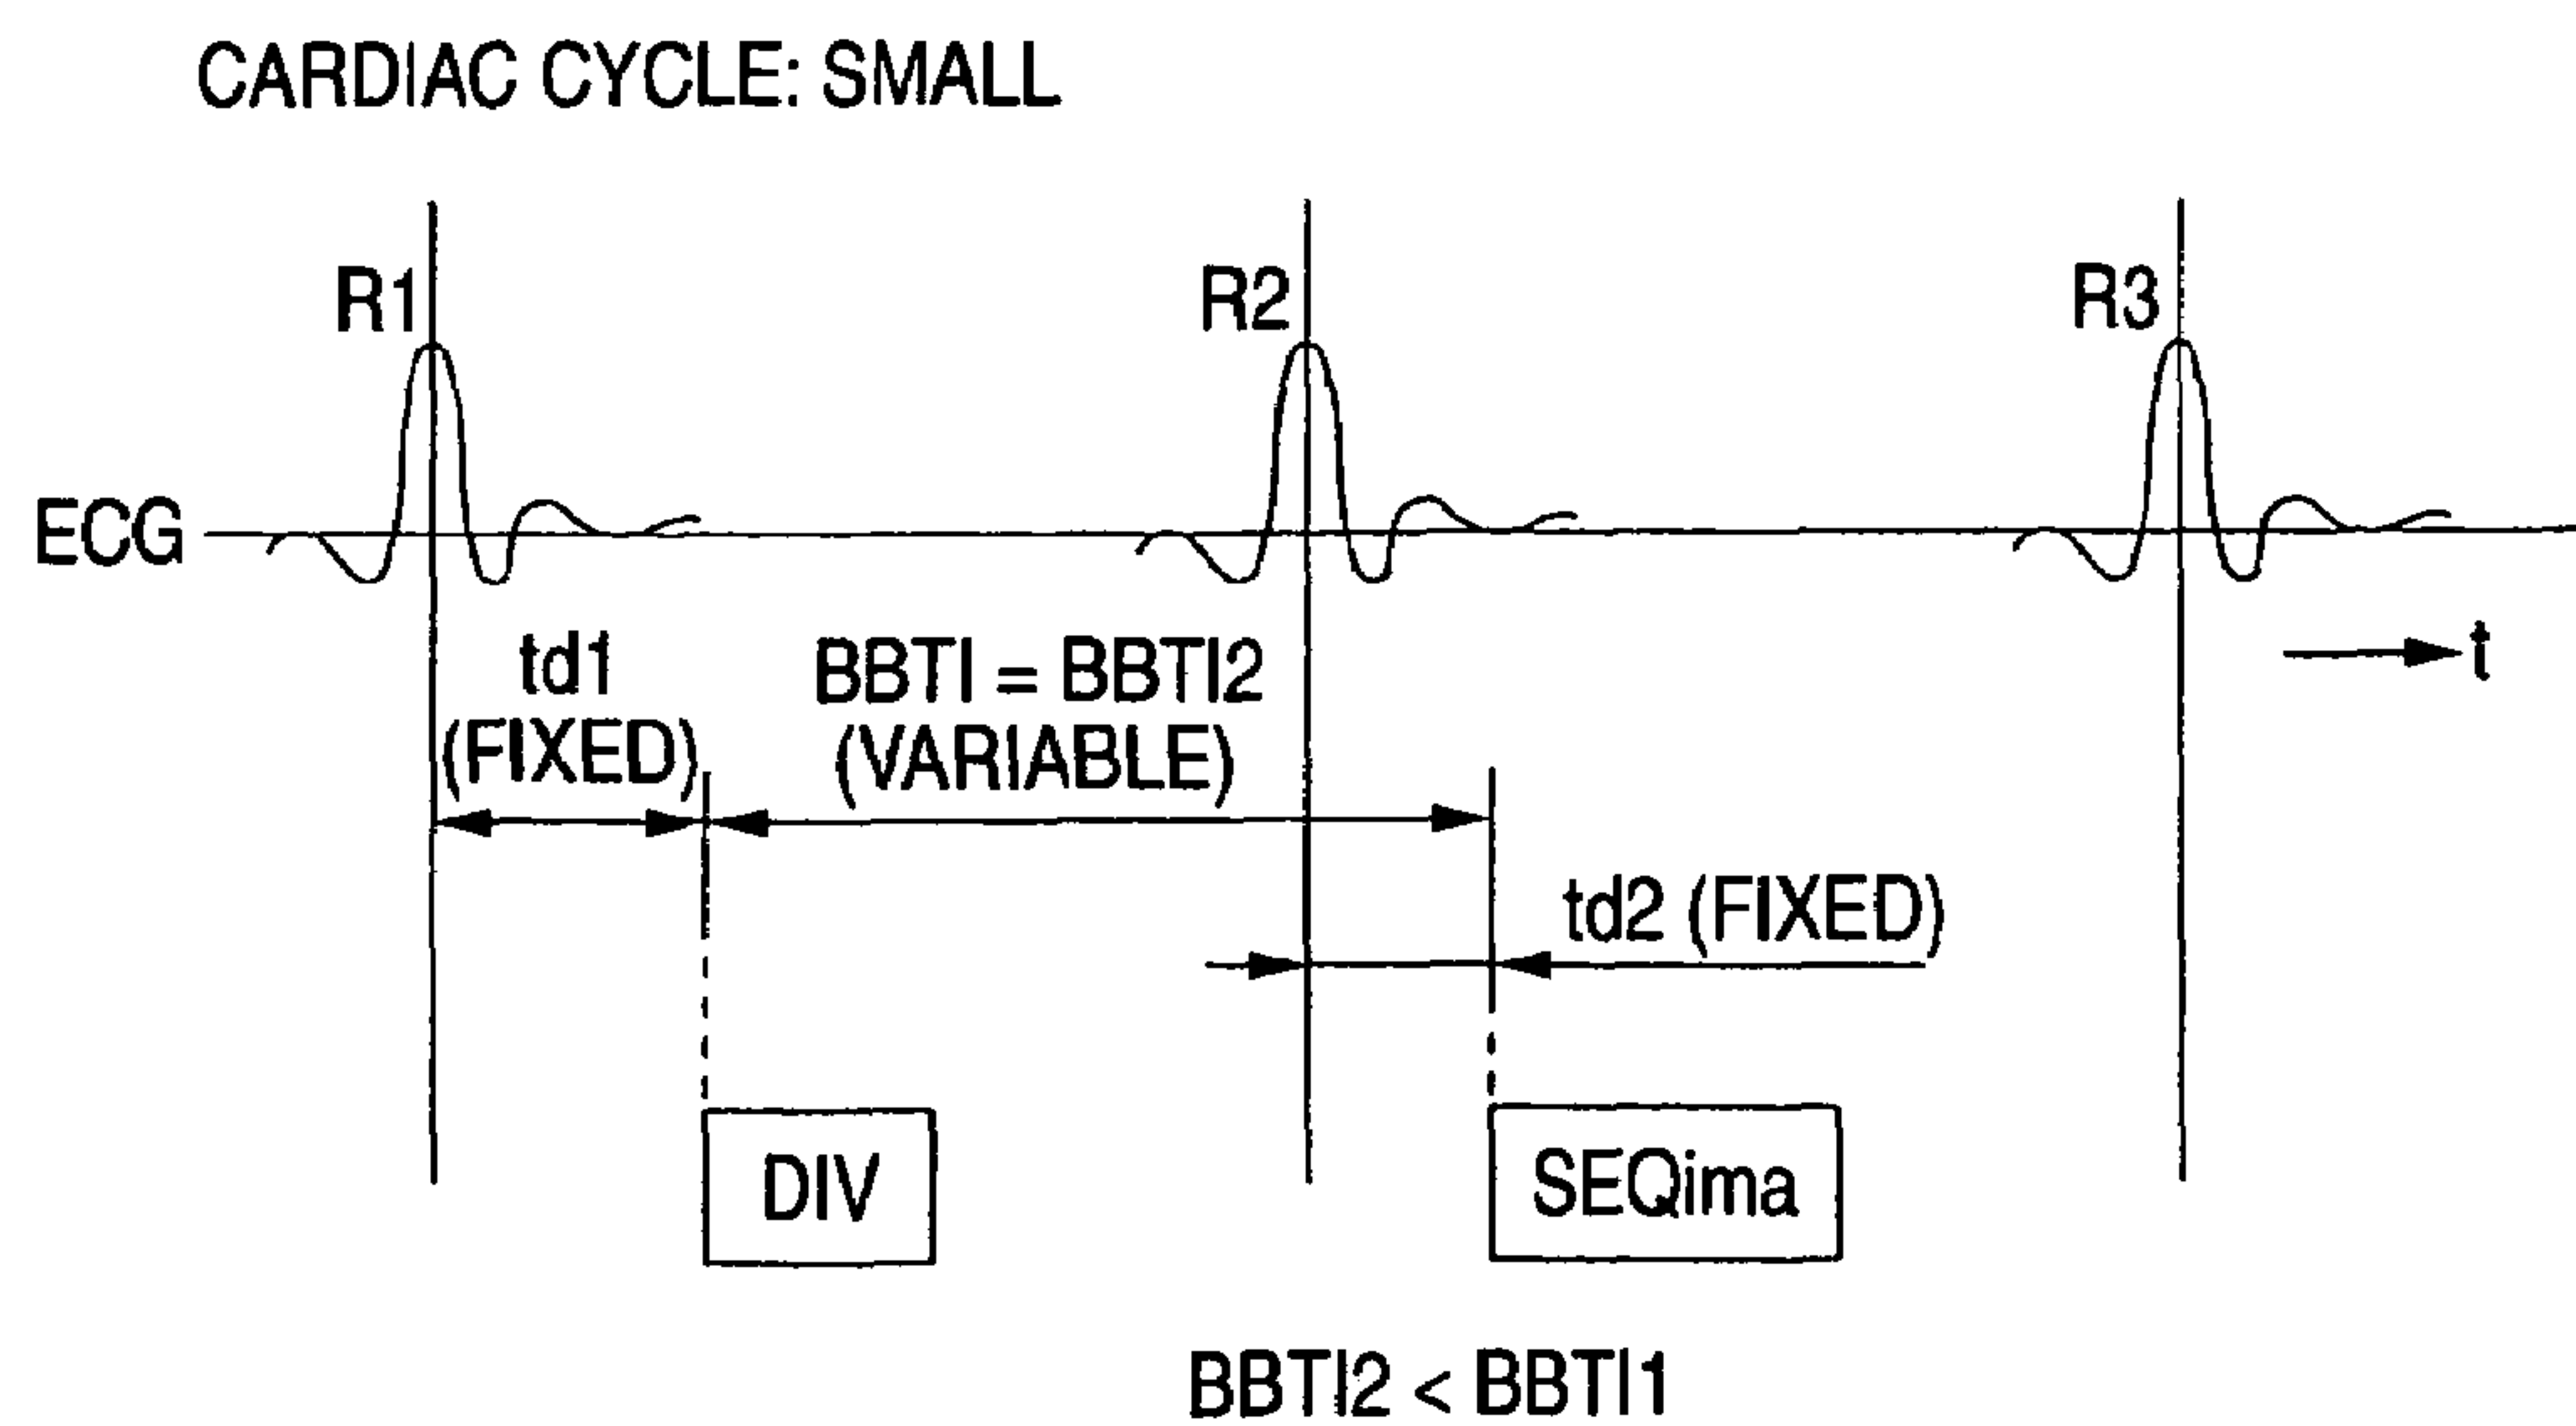 CARDIAC CYCLE: SMALL
R1
R2
R3
ECG
td1
(FIXED)
BBTI = BBTI2
(VARIABLE)
t
td2 (FIXED)
DIV
SEQima
BBTI2 < BBTI1